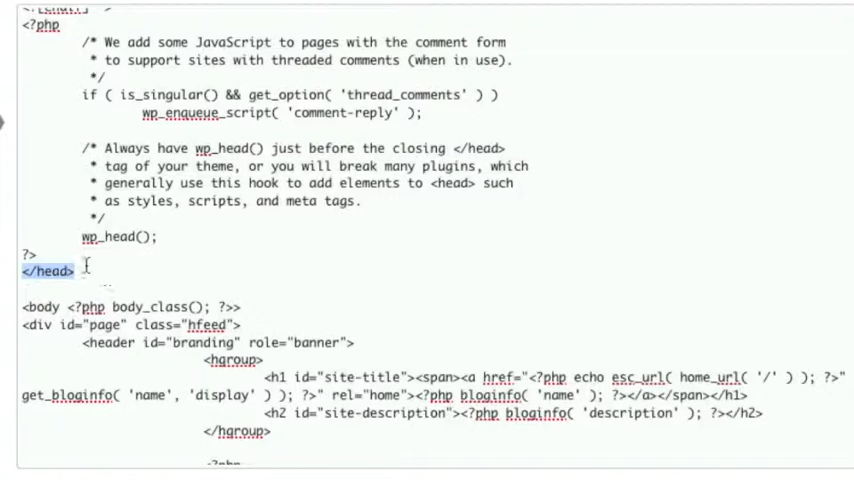 <?php
/* We add some JavaScript to pages with the comment form
* to support sites with threaded comments (when in use).
*/
if ( is_singular() && get_option( 'thread_comments' ) )
wp_enqueue_script( 'comment-reply' );
/* Always have wp_head() just before the closing </head>
* tag of your theme, or you will break many plugins, which
* generally use this hook to add elements to <head> such
* as styles, scripts, and meta tags.
*/
wp_head();
?>
</head>
<body <?php body_class(); ?>>
<div id="page" class="hfeed">
<header id="branding" role="banner">
<hgroup>
<h1 id="site-title"><span><a href="<?php echo esc_url( home_url( '/' ) ); ?>"
get_bloginfo( 'name', 'display' ) ); ?>" rel="home"><?php bloginfo( 'name' ); ?></a></span></h1>
<h2 id="site-description"><?php bloginfo( 'description' ); ?></h2>
</hgroup>
<?php